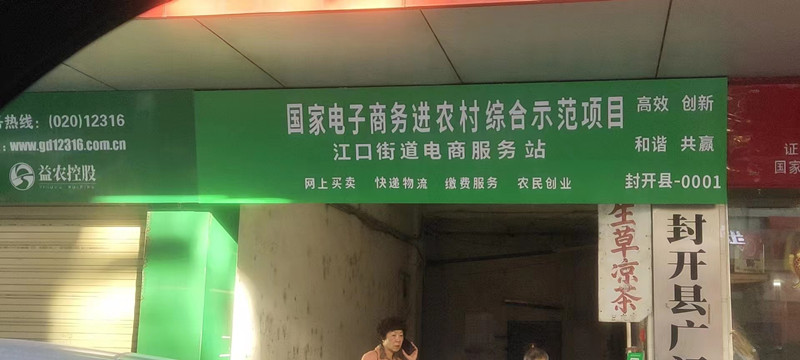 热线：(020)12316
www.gd12316.com.cn
益农控股
国家电子商务进农村综合示范项目
江口街道电商服务站
网上买卖 快递物流 缴费服务 农民创业
高效 创新
和谐 共赢
封开县-0001
证
国家
生草凉茶
封开县广